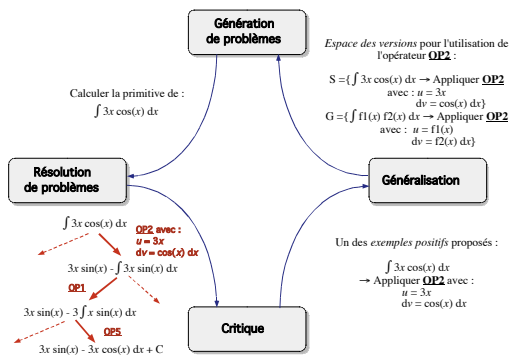 Génération
de problèmes
Espace des versions pour l'utilisation de
l'opérateur OP2 :
S ={∫ 3x cos(x) dx → Appliquer OP2
avec : u = 3x
dv = cos(x) dx}
G ={∫ f1(x) f2(x) dx → Appliquer OP2
avec : u = f1(x)
dv = f2(x) dx}
Calculer la primitive de :
∫ 3x cos(x) dx
Résolution
de problèmes
Généralisation
∫ 3x cos(x) dx
OP2 avec :
u = 3x
dv = cos(x) dx
3x sin(x) - ∫ 3x sin(x) dx
OP1
3x sin(x) - 3 ∫ x sin(x) dx
OP5
3x sin(x) - 3x cos(x) dx + C
Un des exemples positifs proposés :
∫ 3x cos(x) dx
→ Appliquer OP2 avec :
u = 3x
dv = cos(x) dx
Critique